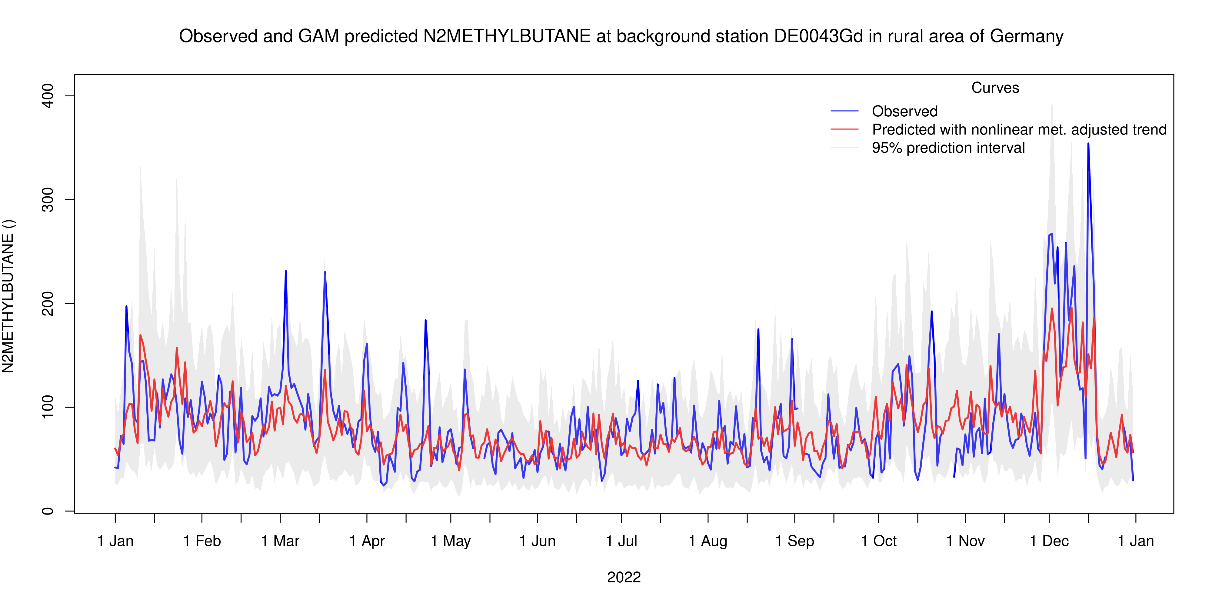 Observed and GAM predicted N2METHYLBUTANE at background station DE0043Gd in rural area of Germany
Curves
Observed
Predicted with nonlinear met. adjusted trend
95% prediction interval
N2METHYLBUTANE ()
400
300
200
100
0
1 Jan 1 Feb 1 Mar 1 Apr 1 May 1 Jun 1 Jul 1 Aug 1 Sep 1 Oct 1 Nov 1 Dec 1 Jan
2022